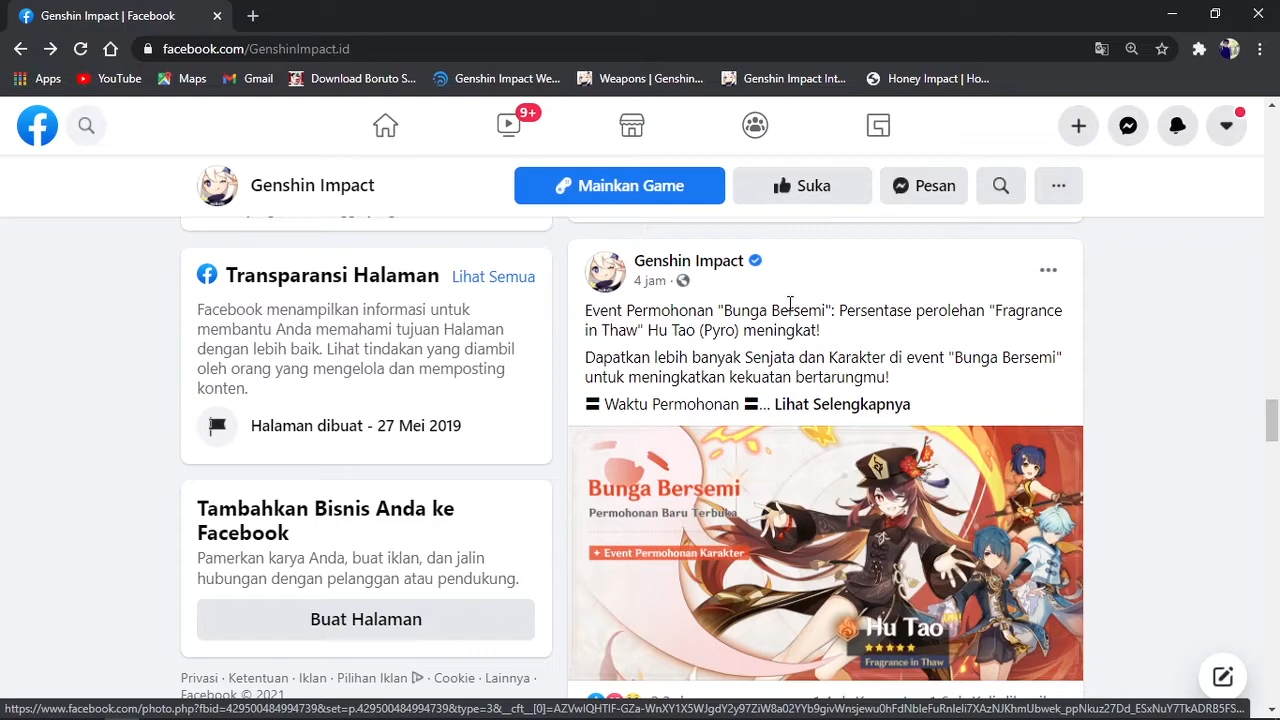 Genshin Impact | Facebook
facebook.com/GenshinImpact.id
Apps YouTube Maps Gmail Download Boruto S... Genshin Impact We... Weapons | Genshin... Genshin Impact Int... Honey Impact | Ho...
9+
Genshin Impact
Mainkan Game
Suka
Pesan
Transparansi Halaman
Lihat Semua
Facebook menampilkan informasi untuk
membantu Anda memahami tujuan Halaman
dengan lebih baik. Lihat tindakan yang diambil
oleh orang yang mengelola dan memposting
konten.
Halaman dibuat - 27 Mei 2019
Tambahkan Bisnis Anda ke
Facebook
Pamerkan karya Anda, buat iklan, dan jalin
hubungan dengan pelanggan atau pendukung.
Buat Halaman
Privasi · Ketentuan · Iklan · Pilihan Iklan · Cookie · Lainnya ·
Facebook © 2021
Genshin Impact
4 jam ·
Event Permohonan "Bunga Bersemi": Persentase perolehan "Fragrance
in Thaw" Hu Tao (Pyro) meningkat!
Dapatkan lebih banyak Senjata dan Karakter di event "Bunga Bersemi"
untuk meningkatkan kekuatan bertarungmu!
〓 Waktu Permohonan 〓... Lihat Selengkapnya
Bunga Bersemi
Permohonan Baru Terbuka
+ Event Permohonan Karakter
Hu Tao
Fragrance in Thaw